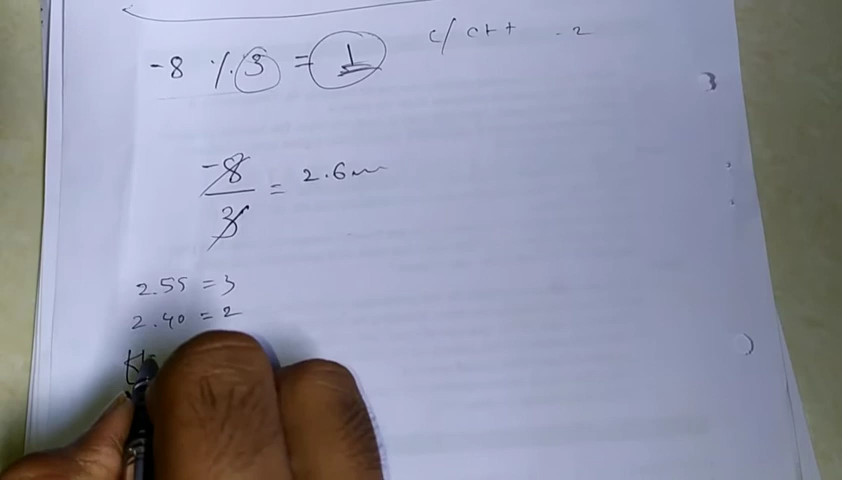 -8 % 3 = 1 c/ c++ -2
-8
3
= 2.6
2.55 = 3
2.40 = 2